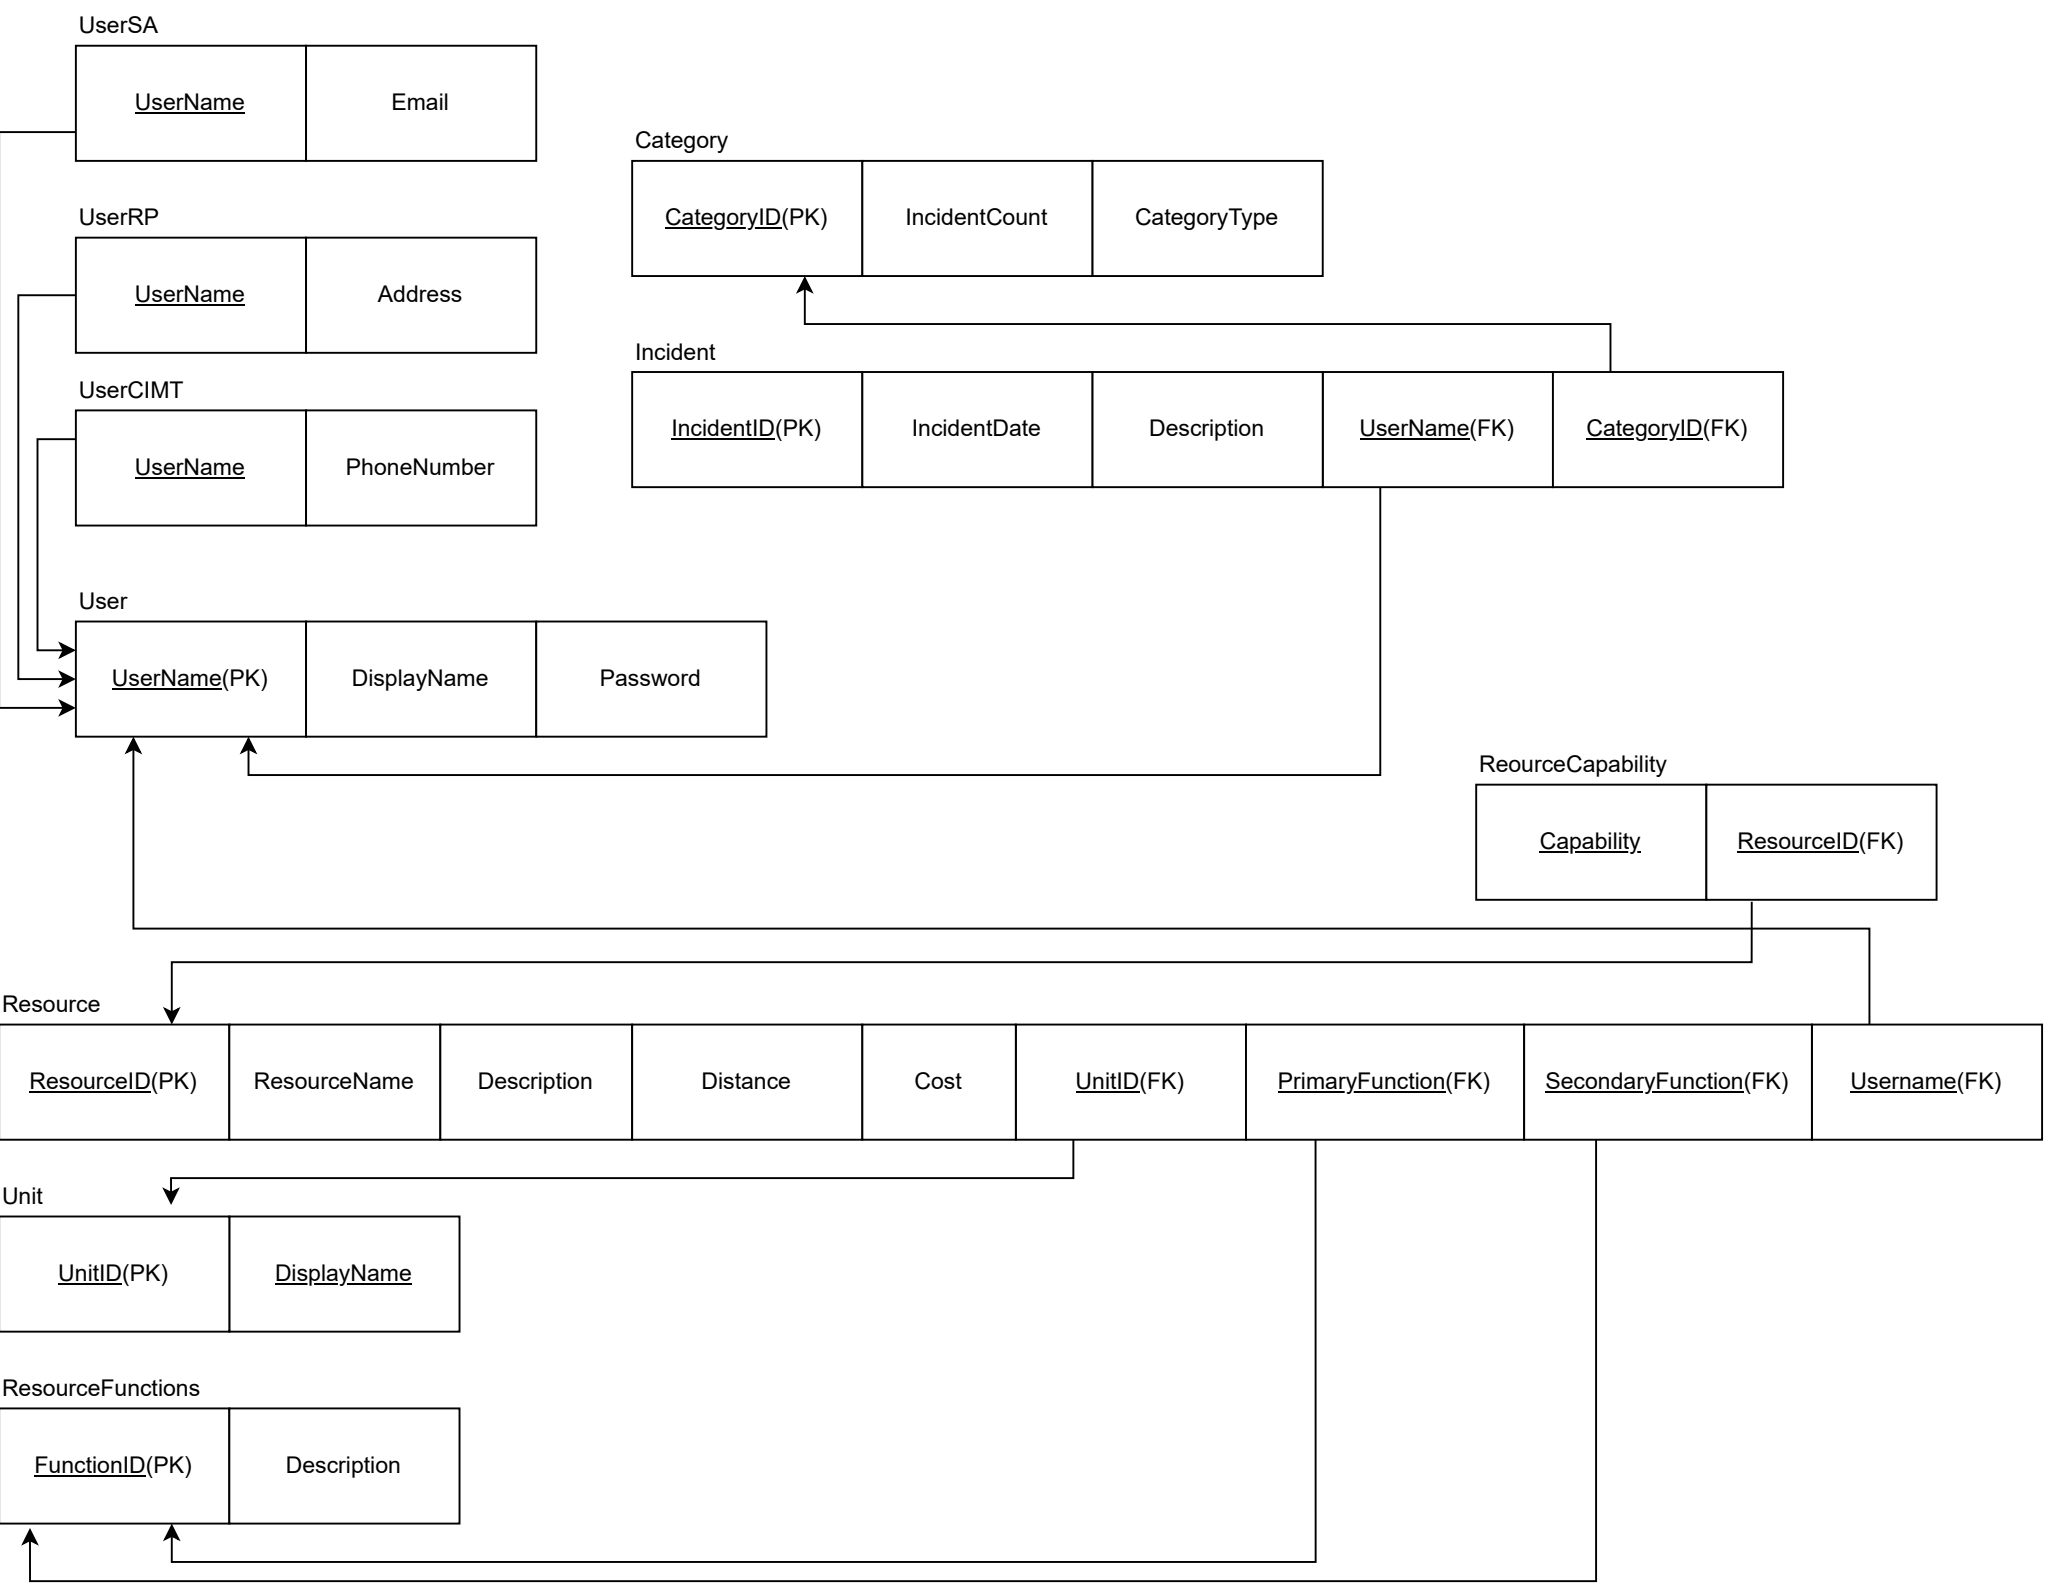 UserSA
UserName Email
Category
CategoryID(PK) IncidentCount CategoryType
UserRP
UserName Address
Incident
IncidentID(PK) IncidentDate Description UserName(FK) CategoryID(FK)
UserCIMT
UserName PhoneNumber
User
UserName(PK) DisplayName Password
ReourceCapability
Capability ResourceID(FK)
Resource
ResourceID(PK) ResourceName Description Distance Cost UnitID(FK) PrimaryFunction(FK) SecondaryFunction(FK) Username(FK)
Unit
UnitID(PK) DisplayName
ResourceFunctions
FunctionID(PK) Description